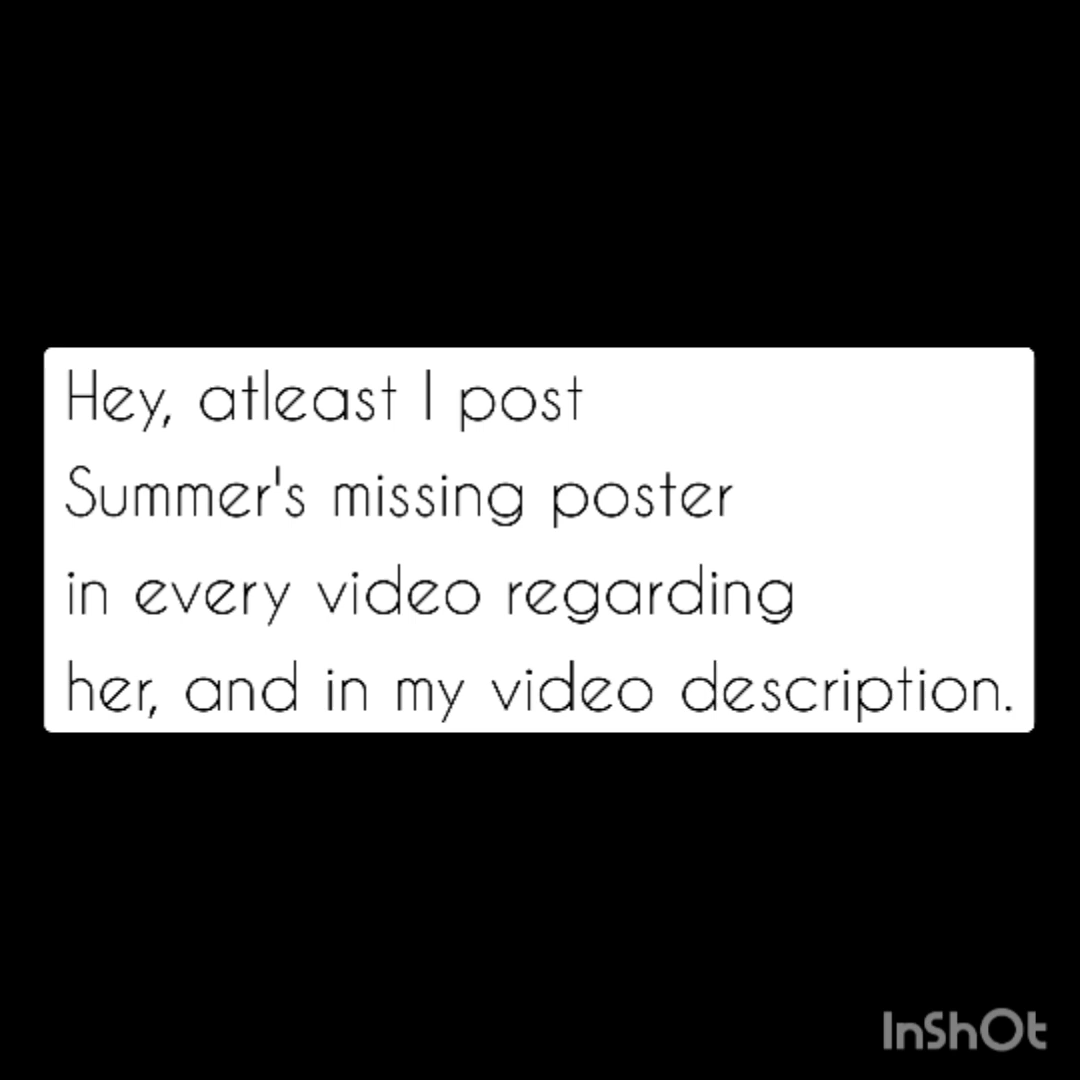 Hey, atleast I post
Summer's missing poster
in every video regarding
her, and in my video description.
InShOt